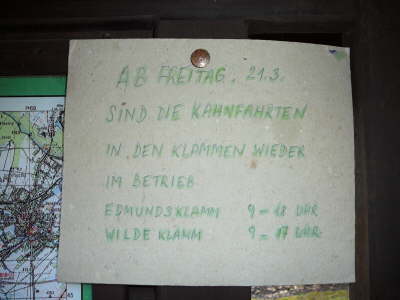 AB FREITAG, 21.3.
SIND DIE KAHNFAHRTEN
IN DEN KLAMMEN WIEDER
IM BETRIEB
EDMUNDSKLAMM 9 - 18 UHR
WILDE KLAMM 9 - 17 UHR